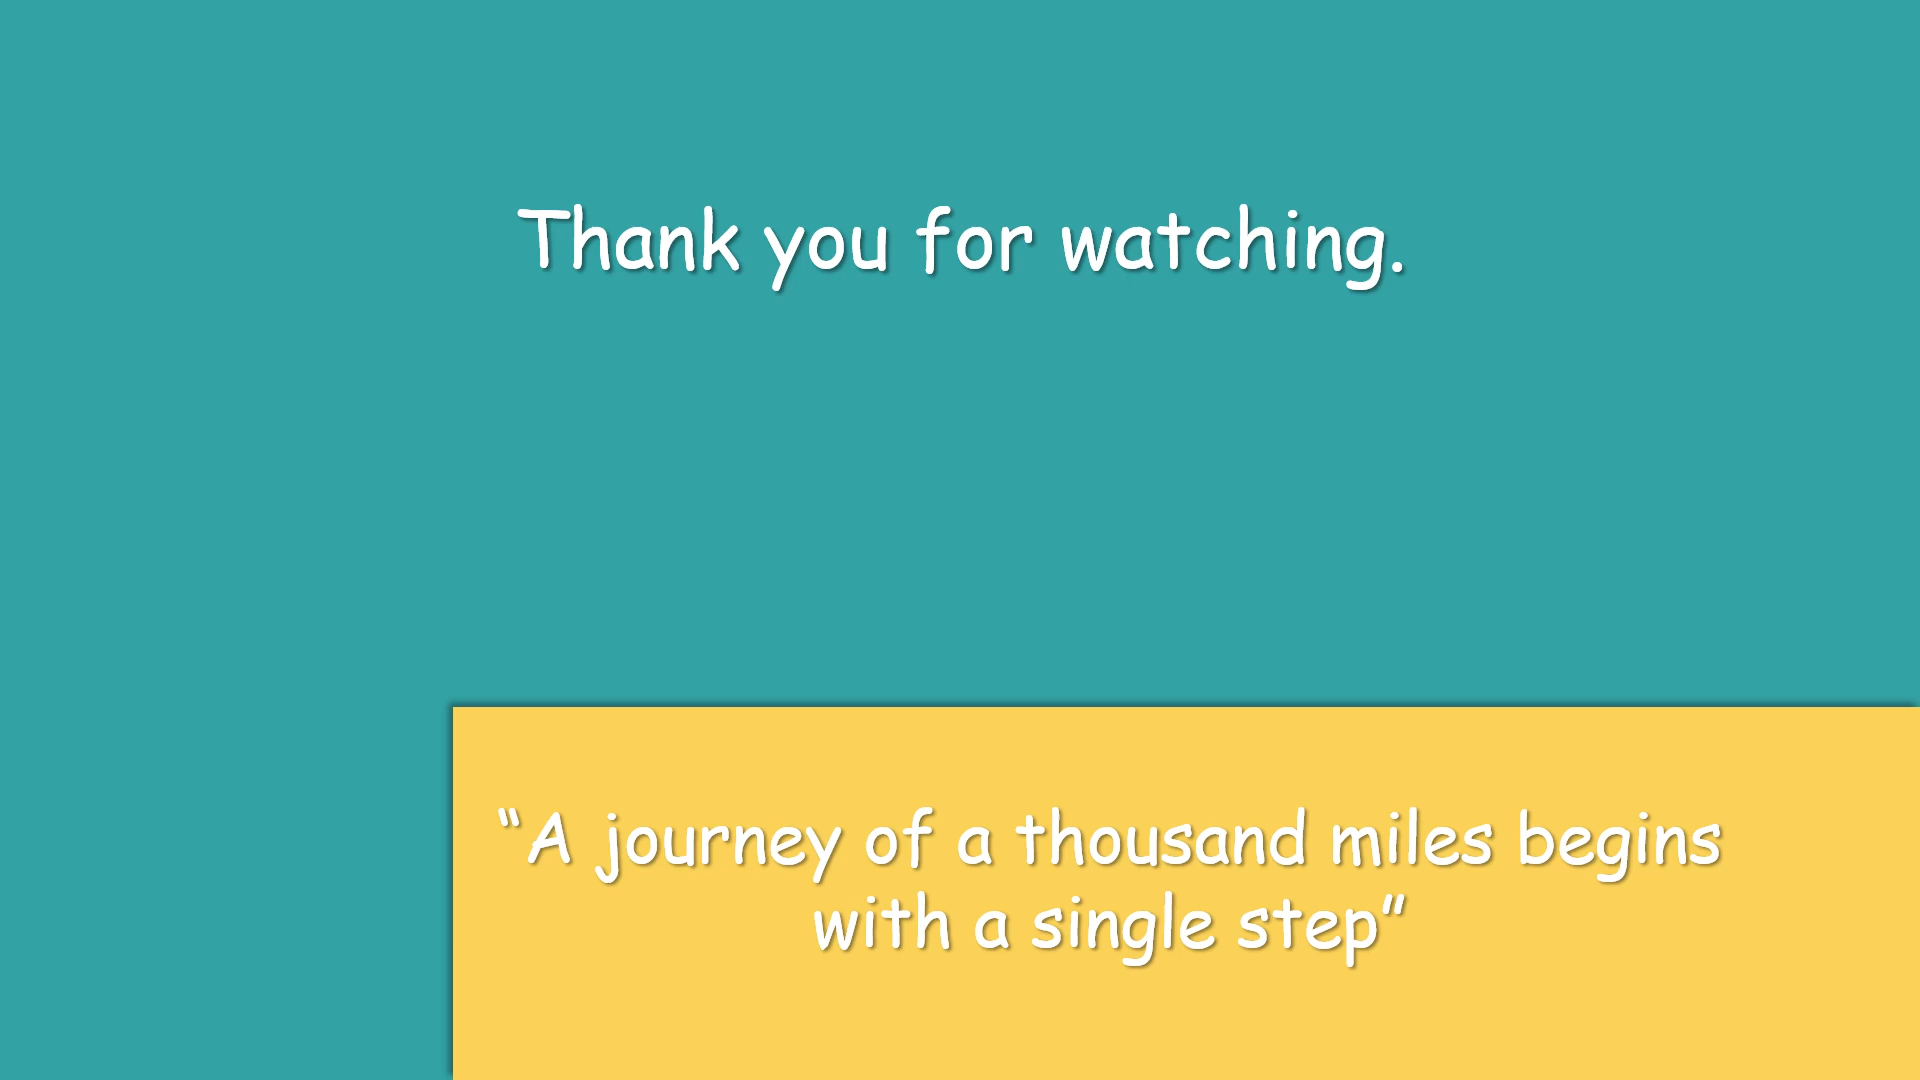 Thank you for watching.
“A journey of a thousand miles begins
with a single step”